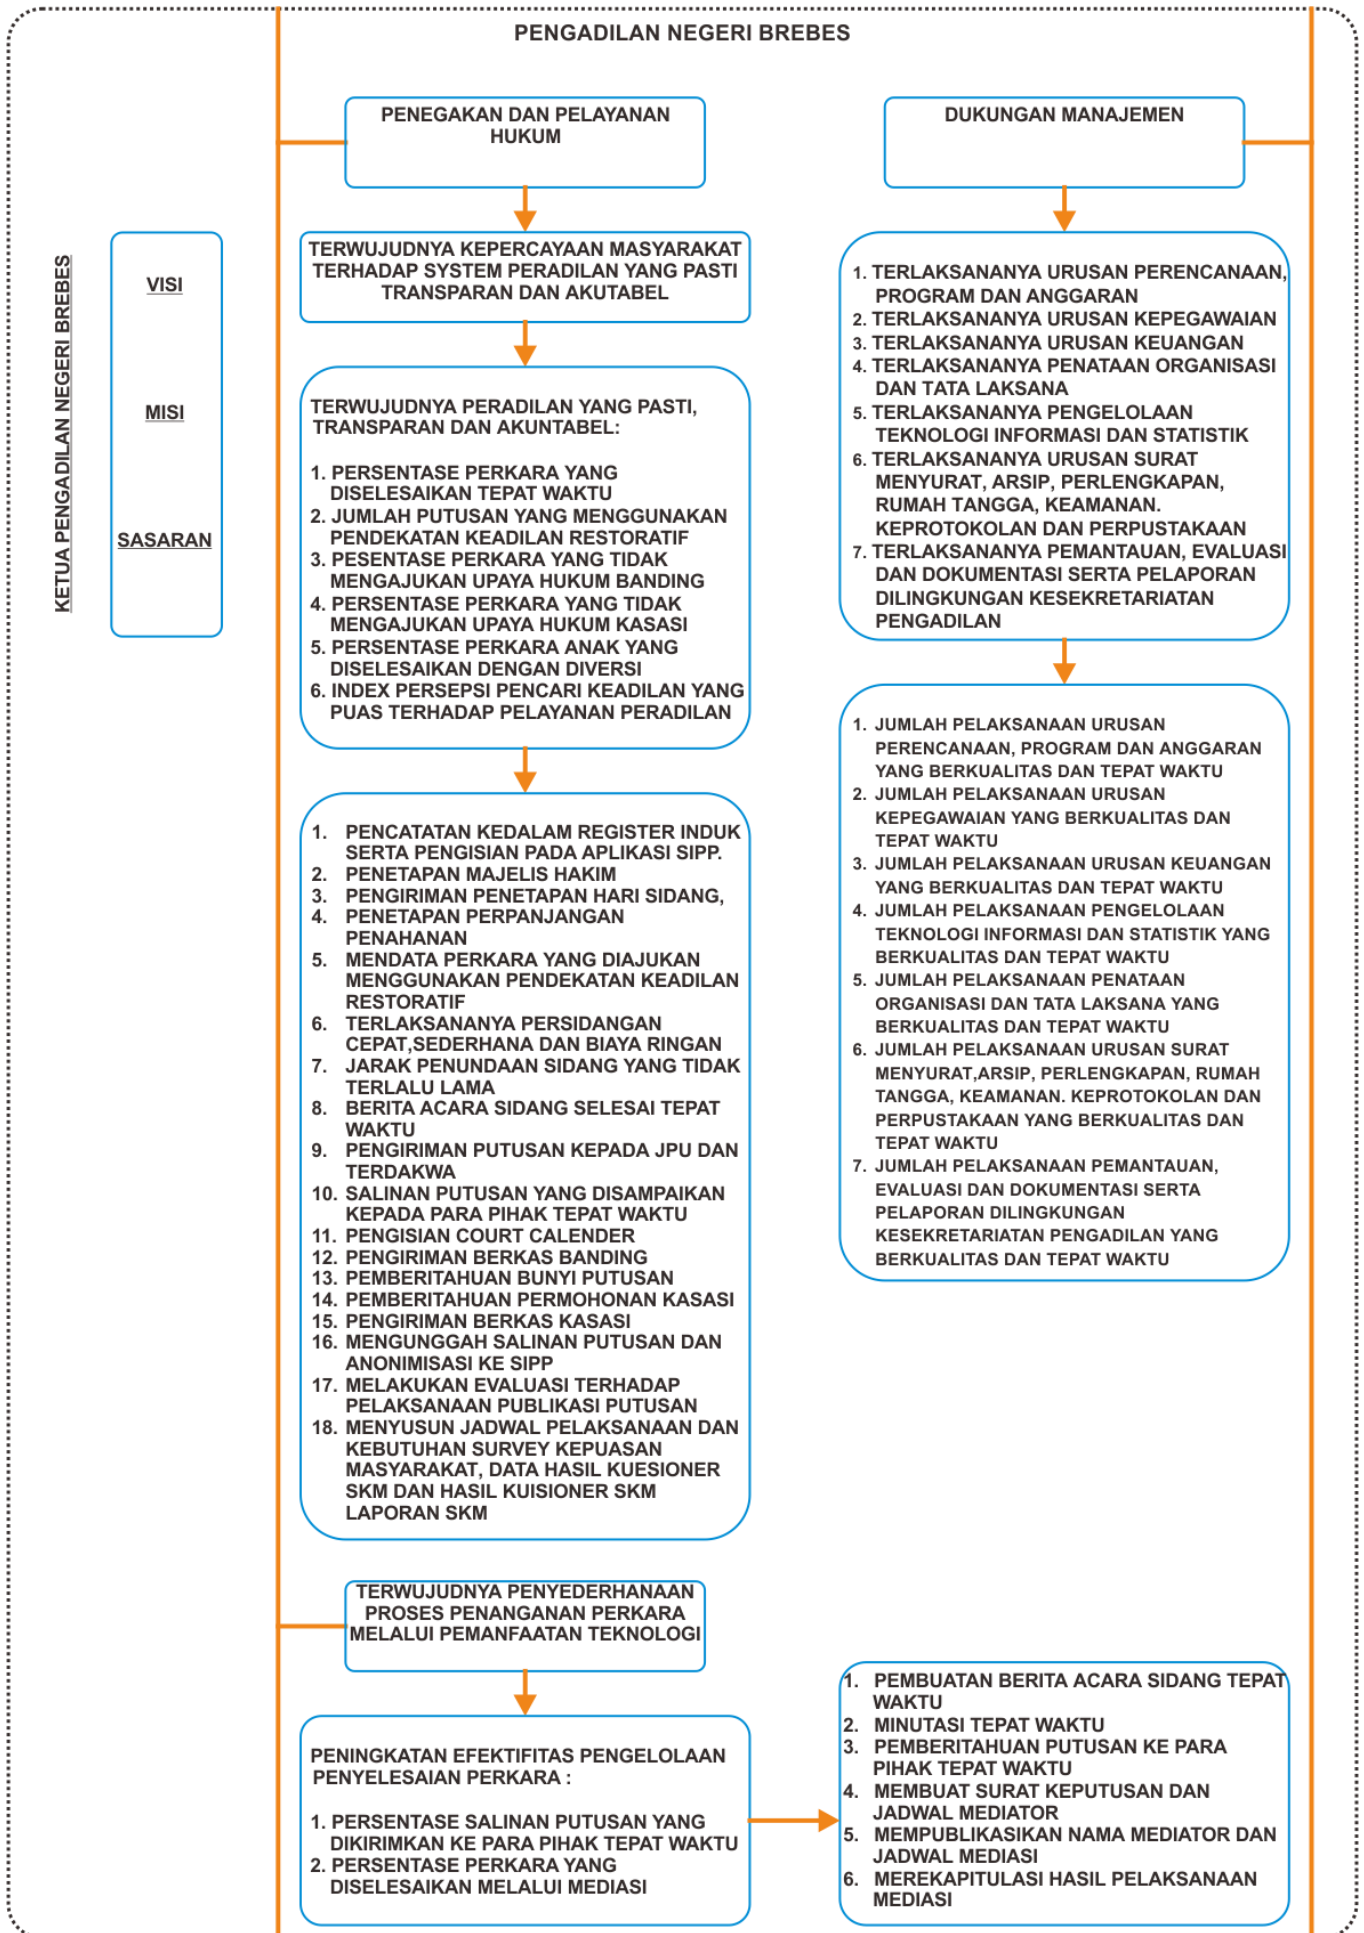 PENGADILAN NEGERI BREBES
KETUA PENGADILAN NEGERI BREBES
VISI
MISI
SASARAN
PENEGAKAN DAN PELAYANAN
HUKUM
TERWUJUDNYA KEPERCAYAAN MASYARAKAT
TERHADAP SYSTEM PERADILAN YANG PASTI
TRANSPARAN DAN AKUTABEL
TERWUJUDNYA PERADILAN YANG PASTI,
TRANSPARAN DAN AKUNTABEL:
1. PERSENTASE PERKARA YANG
DISELESAIKAN TEPAT WAKTU
2. JUMLAH PUTUSAN YANG MENGGUNAKAN
PENDEKATAN KEADILAN RESTORATIF
3. PESENTASE PERKARA YANG TIDAK
MENGAJUKAN UPAYA HUKUM BANDING
4. PERSENTASE PERKARA YANG TIDAK
MENGAJUKAN UPAYA HUKUM KASASI
5. PERSENTASE PERKARA ANAK YANG
DISELESAIKAN DENGAN DIVERSI
6. INDEX PERSEPSI PENCARI KEADILAN YANG
PUAS TERHADAP PELAYANAN PERADILAN
1. PENCATATAN KEDALAM REGISTER INDUK
SERTA PENGISIAN PADA APLIKASI SIPP.
2. PENETAPAN MAJELIS HAKIM
3. PENGIRIMAN PENETAPAN HARI SIDANG,
4. PENETAPAN PERPANJANGAN
PENAHANAN
5. MENDATA PERKARA YANG DIAJUKAN
MENGGUNAKAN PENDEKATAN KEADILAN
RESTORATIF
6. TERLAKSANANYA PERSIDANGAN
CEPAT,SEDERHANA DAN BIAYA RINGAN
7. JARAK PENUNDAAN SIDANG YANG TIDAK
TERLALU LAMA
8. BERITA ACARA SIDANG SELESAI TEPAT
WAKTU
9. PENGIRIMAN PUTUSAN KEPADA JPU DAN
TERDAKWA
10. SALINAN PUTUSAN YANG DISAMPAIKAN
KEPADA PARA PIHAK TEPAT WAKTU
11. PENGISIAN COURT CALENDER
12. PENGIRIMAN BERKAS BANDING
13. PEMBERITAHUAN BUNYI PUTUSAN
14. PEMBERITAHUAN PERMOHONAN KASASI
15. PENGIRIMAN BERKAS KASASI
16. MENGUNGGAH SALINAN PUTUSAN DAN
ANONIMISASI KE SIPP
17. MELAKUKAN EVALUASI TERHADAP
PELAKSANAAN PUBLIKASI PUTUSAN
18. MENYUSUN JADWAL PELAKSANAAN DAN
KEBUTUHAN SURVEY KEPUASAN
MASYARAKAT, DATA HASIL KUESIONER
SKM DAN HASIL KUISIONER SKM
LAPORAN SKM
DUKUNGAN MANAJEMEN
1. TERLAKSANANYA URUSAN PERENCANAAN,
PROGRAM DAN ANGGARAN
2. TERLAKSANANYA URUSAN KEPEGAWAIAN
3. TERLAKSANANYA URUSAN KEUANGAN
4. TERLAKSANANYA PENATAAN ORGANISASI
DAN TATA LAKSANA
5. TERLAKSANANYA PENGELOLAAN
TEKNOLOGI INFORMASI DAN STATISTIK
6. TERLAKSANANYA URUSAN SURAT
MENYURAT, ARSIP, PERLENGKAPAN,
RUMAH TANGGA, KEAMANAN.
KEPROTOKOLAN DAN PERPUSTAKAAN
7. TERLAKSANANYA PEMANTAUAN, EVALUASI
DAN DOKUMENTASI SERTA PELAPORAN
DILINGKUNGAN KESEKRETARIATAN
PENGADILAN
1. JUMLAH PELAKSANAAN URUSAN
PERENCANAAN, PROGRAM DAN ANGGARAN
YANG BERKUALITAS DAN TEPAT WAKTU
2. JUMLAH PELAKSANAAN URUSAN
KEPEGAWAIAN YANG BERKUALITAS DAN
TEPAT WAKTU
3. JUMLAH PELAKSANAAN URUSAN KEUANGAN
YANG BERKUALITAS DAN TEPAT WAKTU
4. JUMLAH PELAKSANAAN PENGELOLAAN
TEKNOLOGI INFORMASI DAN STATISTIK YANG
BERKUALITAS DAN TEPAT WAKTU
5. JUMLAH PELAKSANAAN PENATAAN
ORGANISASI DAN TATA LAKSANA YANG
BERKUALITAS DAN TEPAT WAKTU
6. JUMLAH PELAKSANAAN URUSAN SURAT
MENYURAT,ARSIP, PERLENGKAPAN, RUMAH
TANGGA, KEAMANAN. KEPROTOKOLAN DAN
PERPUSTAKAAN YANG BERKUALITAS DAN
TEPAT WAKTU
7. JUMLAH PELAKSANAAN PEMANTAUAN,
EVALUASI DAN DOKUMENTASI SERTA
PELAPORAN DILINGKUNGAN
KESEKRETARIATAN PENGADILAN YANG
BERKUALITAS DAN TEPAT WAKTU
TERWUJUDNYA PENYEDERHANAAN
PROSES PENANGANAN PERKARA
MELALUI PEMANFAATAN TEKNOLOGI
PENINGKATAN EFEKTIFITAS PENGELOLAAN
PENYELESAIAN PERKARA :
1. PERSENTASE SALINAN PUTUSAN YANG
DIKIRIMKAN KE PARA PIHAK TEPAT WAKTU
2. PERSENTASE PERKARA YANG
DISELESAIKAN MELALUI MEDIASI
1. PEMBUATAN BERITA ACARA SIDANG TEPAT
WAKTU
2. MINUTASI TEPAT WAKTU
3. PEMBERITAHUAN PUTUSAN KE PARA
PIHAK TEPAT WAKTU
4. MEMBUAT SURAT KEPUTUSAN DAN
JADWAL MEDIATOR
5. MEMPUBLIKASIKAN NAMA MEDIATOR DAN
JADWAL MEDIASI
6. MEREKAPITULASI HASIL PELAKSANAAN
MEDIASI